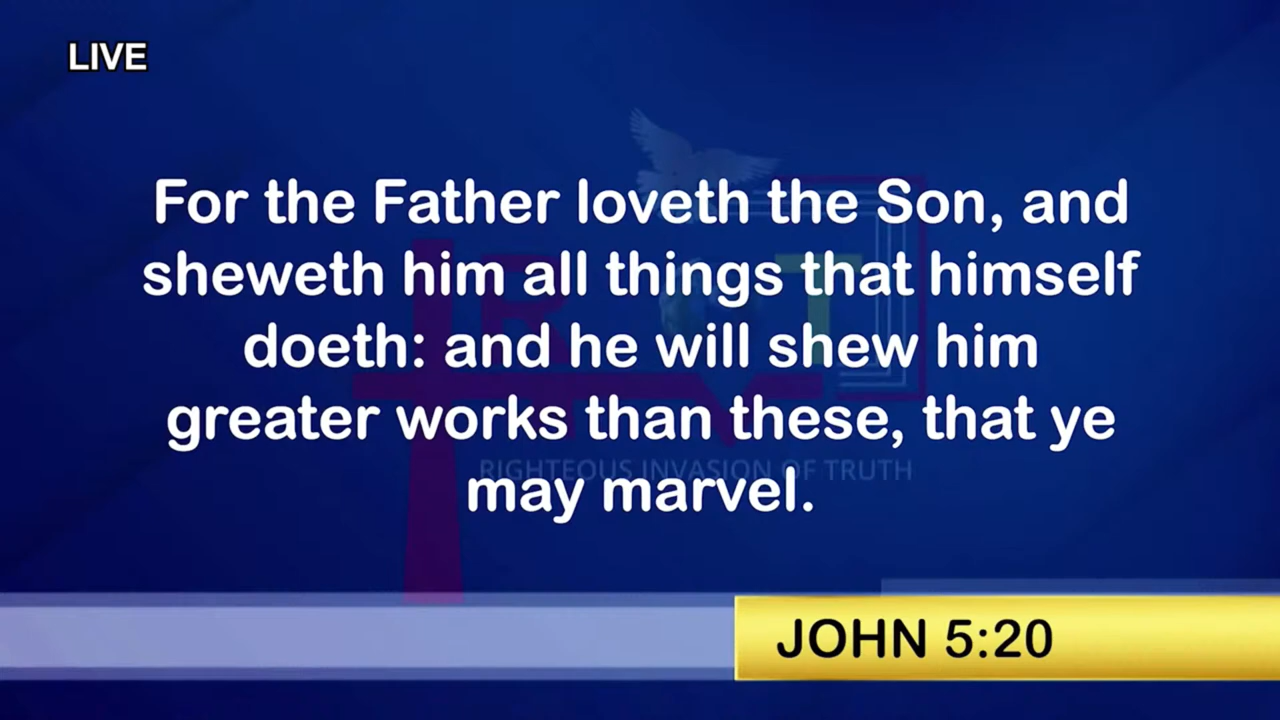 LIVE
For the Father loveth the Son, and
sheweth him all things that himself
doeth: and he will shew him
greater works than these, that ye
RIGHTEOUS INVASION OF TRUTH
may marvel.
JOHN 5:20